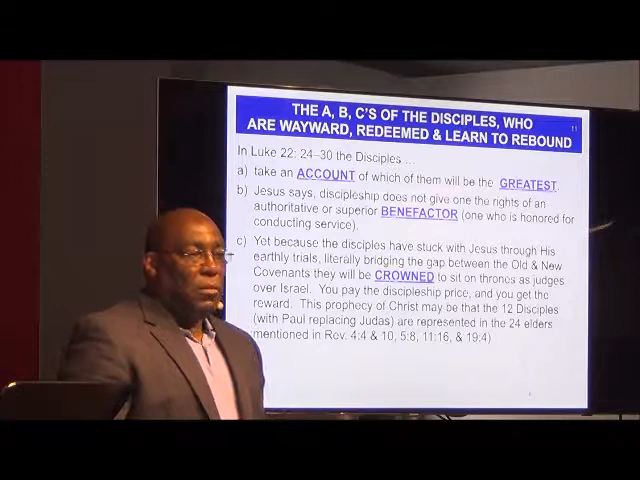 THE A, B, C'S OF THE DISCIPLES, WHO
ARE WAYWARD, REDEEMED & LEARN TO REBOUND
11
In Luke 22: 24–30 the Disciples …
a) take an ACCOUNT of which of them will be the GREATEST.
b) Jesus says, discipleship does not give one the rights of an
authoritative or superior BENEFACTOR (one who is honored for
conducting service).
c) Yet because the disciples have stuck with Jesus through His
earthly trials, literally bridging the gap between the Old & New
Covenants they will be CROWNED to sit on thrones as judges
over Israel. You pay the discipleship price, and you get the
reward. This prophecy of Christ may be that the 12 Disciples
(with Paul replacing Judas) are represented in the 24 elders
mentioned in Rev. 4:4 & 10, 5:8, 11:16, & 19:4)